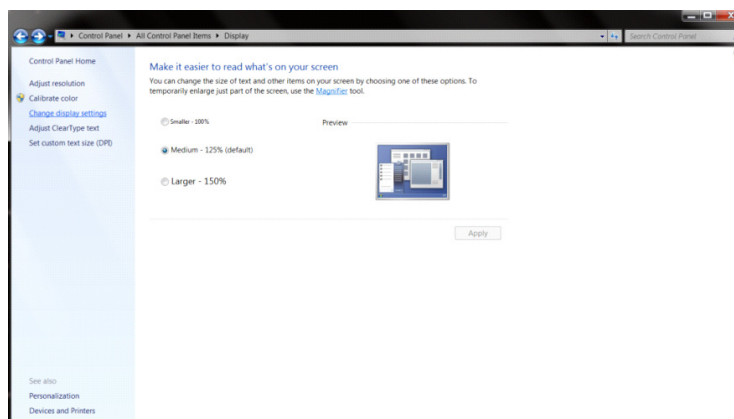 Control Panel ▸ All Control Panel Items ▸ Display
Search Control Panel
Control Panel Home
Adjust resolution
Calibrate color
Change display settings
Adjust ClearType text
Set custom text size (DPI)
See also
Personalization
Devices and Printers
Make it easier to read what's on your screen
You can change the size of text and other items on your screen by choosing one of these options. To
temporarily enlarge just part of the screen, use the Magnifier tool.
Smaller - 100%
Preview
Medium - 125% (default)
Larger - 150%
Apply